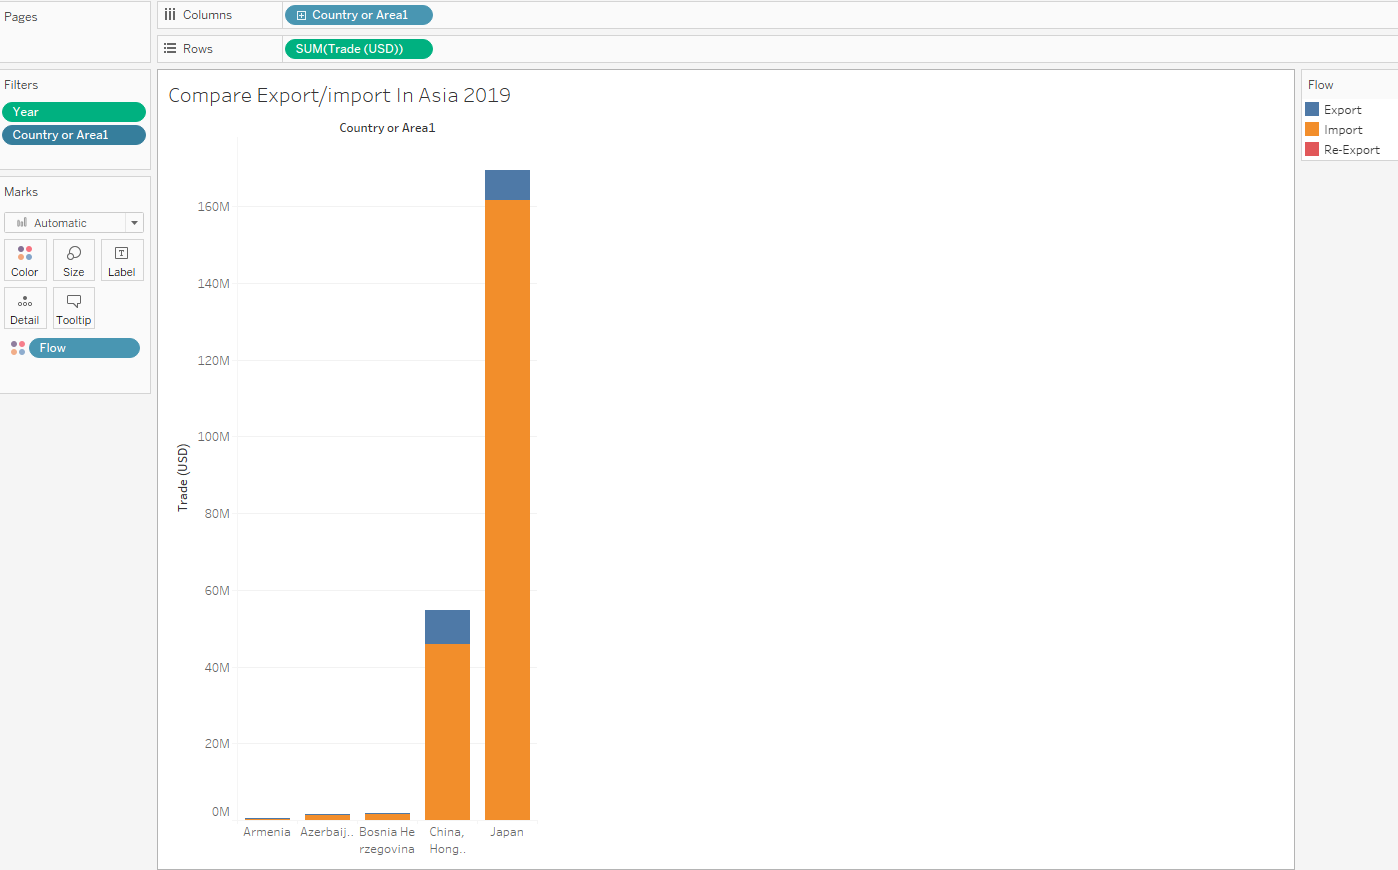 Pages
Columns
Country or Area1
Rows
SUM(Trade (USD))
Filters
Year
Country or Area1
Marks
Automatic
Color
Size
Label
Detail
Tooltip
Flow
Compare Export/import In Asia 2019
Country or Area1
Trade (USD)
160M
140M
120M
100M
80M
60M
40M
20M
0M
Armenia
Azerbaij..
Bosnia He
rzegovina
China,
Hong..
Japan
Flow
Export
Import
Re-Export